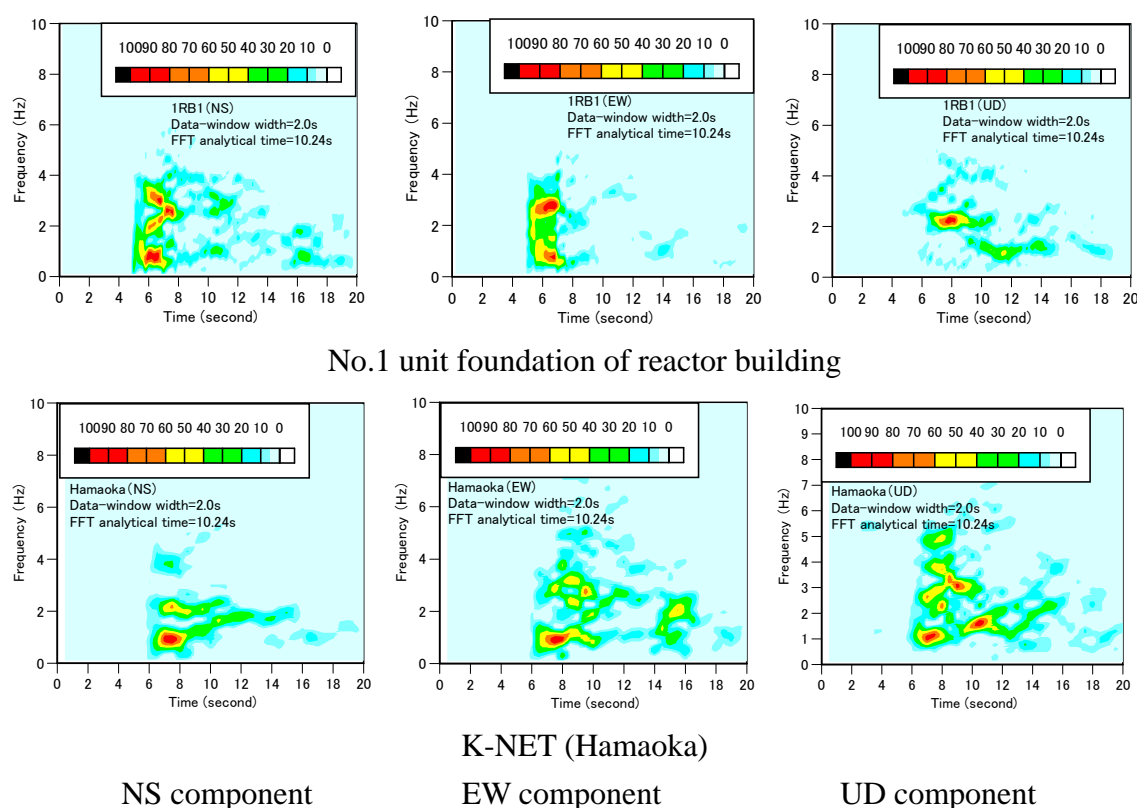 10
8
6
4
2
0
Frequency (Hz)
100 90 80 70 60 50 40 30 20 10 0
1RB1(NS)
Data-window width=2.0s
FFT analytical time=10.24s
0 2 4 6 8 10 12 14 16 18 20
Time (second)
10
8
6
4
2
0
Frequency (Hz)
100 90 80 70 60 50 40 30 20 10 0
1RB1(EW)
Data-window width=2.0s
FFT analytical time=10.24s
0 2 4 6 8 10 12 14 16 18 20
Time (second)
10
8
6
4
2
0
Frequency (Hz)
100 90 80 70 60 50 40 30 20 10 0
1RB1(UD)
Data-window width=2.0s
FFT analytical time=10.24s
0 2 4 6 8 10 12 14 16 18 20
Time (second)
No.1 unit foundation of reactor building
10
8
6
4
2
0
Frequency (Hz)
100 90 80 70 60 50 40 30 20 10 0
Hamaoka(NS)
Data-window width=2.0s
FFT analytical time=10.24s
0 2 4 6 8 10 12 14 16 18 20
Time (second)
10
8
6
4
2
0
Frequency (Hz)
100 90 80 70 60 50 40 30 20 10 0
Hamaoka(EW)
Data-window width=2.0s
FFT analytical time=10.24s
0 2 4 6 8 10 12 14 16 18 20
Time (second)
10
9
8
7
6
5
4
3
2
1
0
Frequency (Hz)
100 90 80 70 60 50 40 30 20 10 0
Hamaoka(UD)
Data-window width=2.0s
FFT analytical time=10.24s
0 2 4 6 8 10 12 14 16 18 20
Time (second)
K-NET (Hamaoka)
NS component EW component UD component